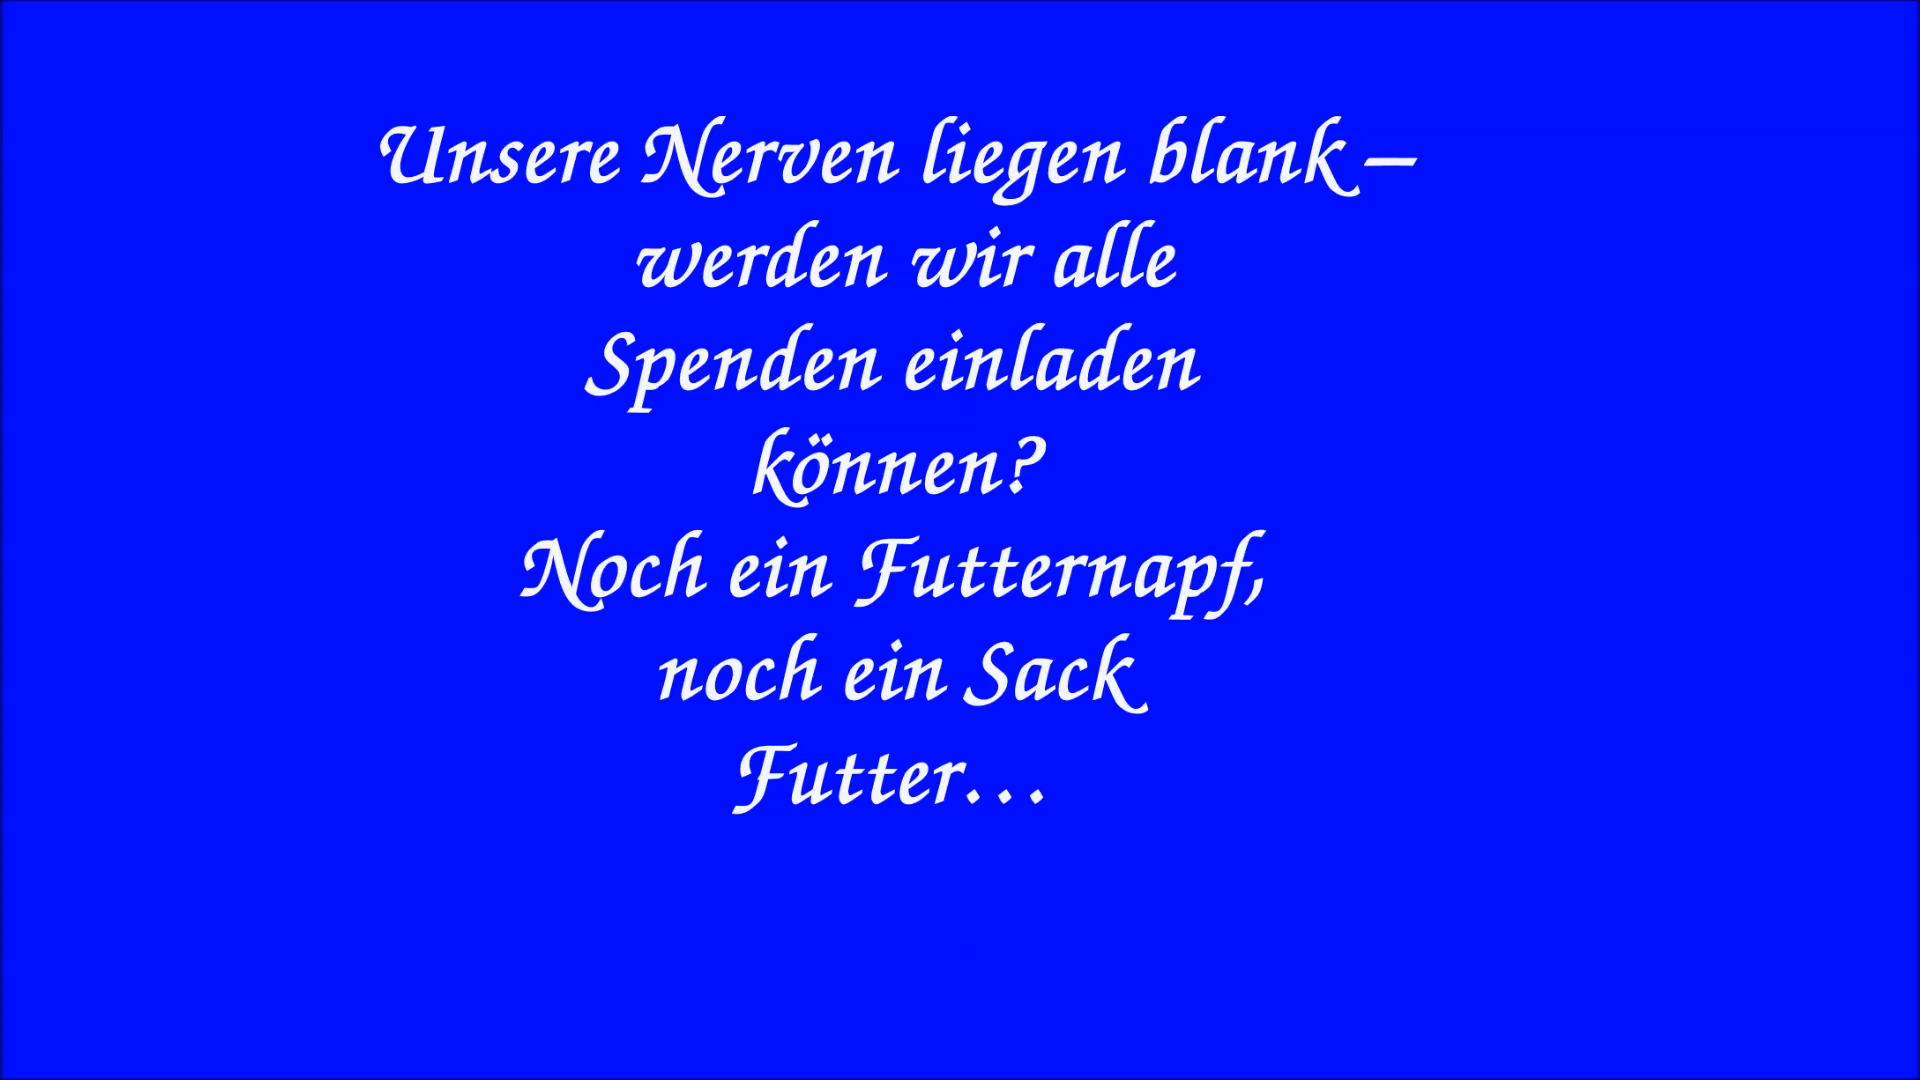 Unsere Nerven liegen blank –
werden wir alle
Spenden einladen
können?
Noch ein Futternapf,
noch ein Sack
Futter…